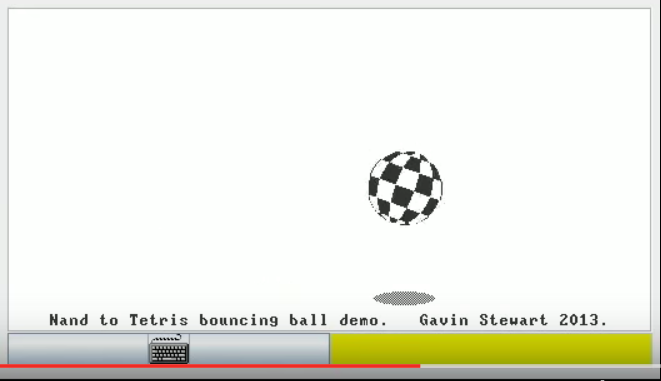 Nand to Tetris bouncing ball demo. Gavin Stewart 2013.